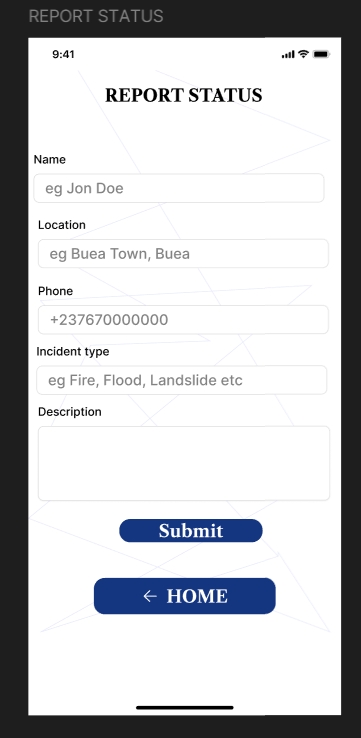 REPORT STATUS
9:41
REPORT STATUS
Name
eg Jon Doe
Location
eg Buea Town, Buea
Phone
+237670000000
Incident type
eg Fire, Flood, Landslide etc
Description
Submit
← HOME